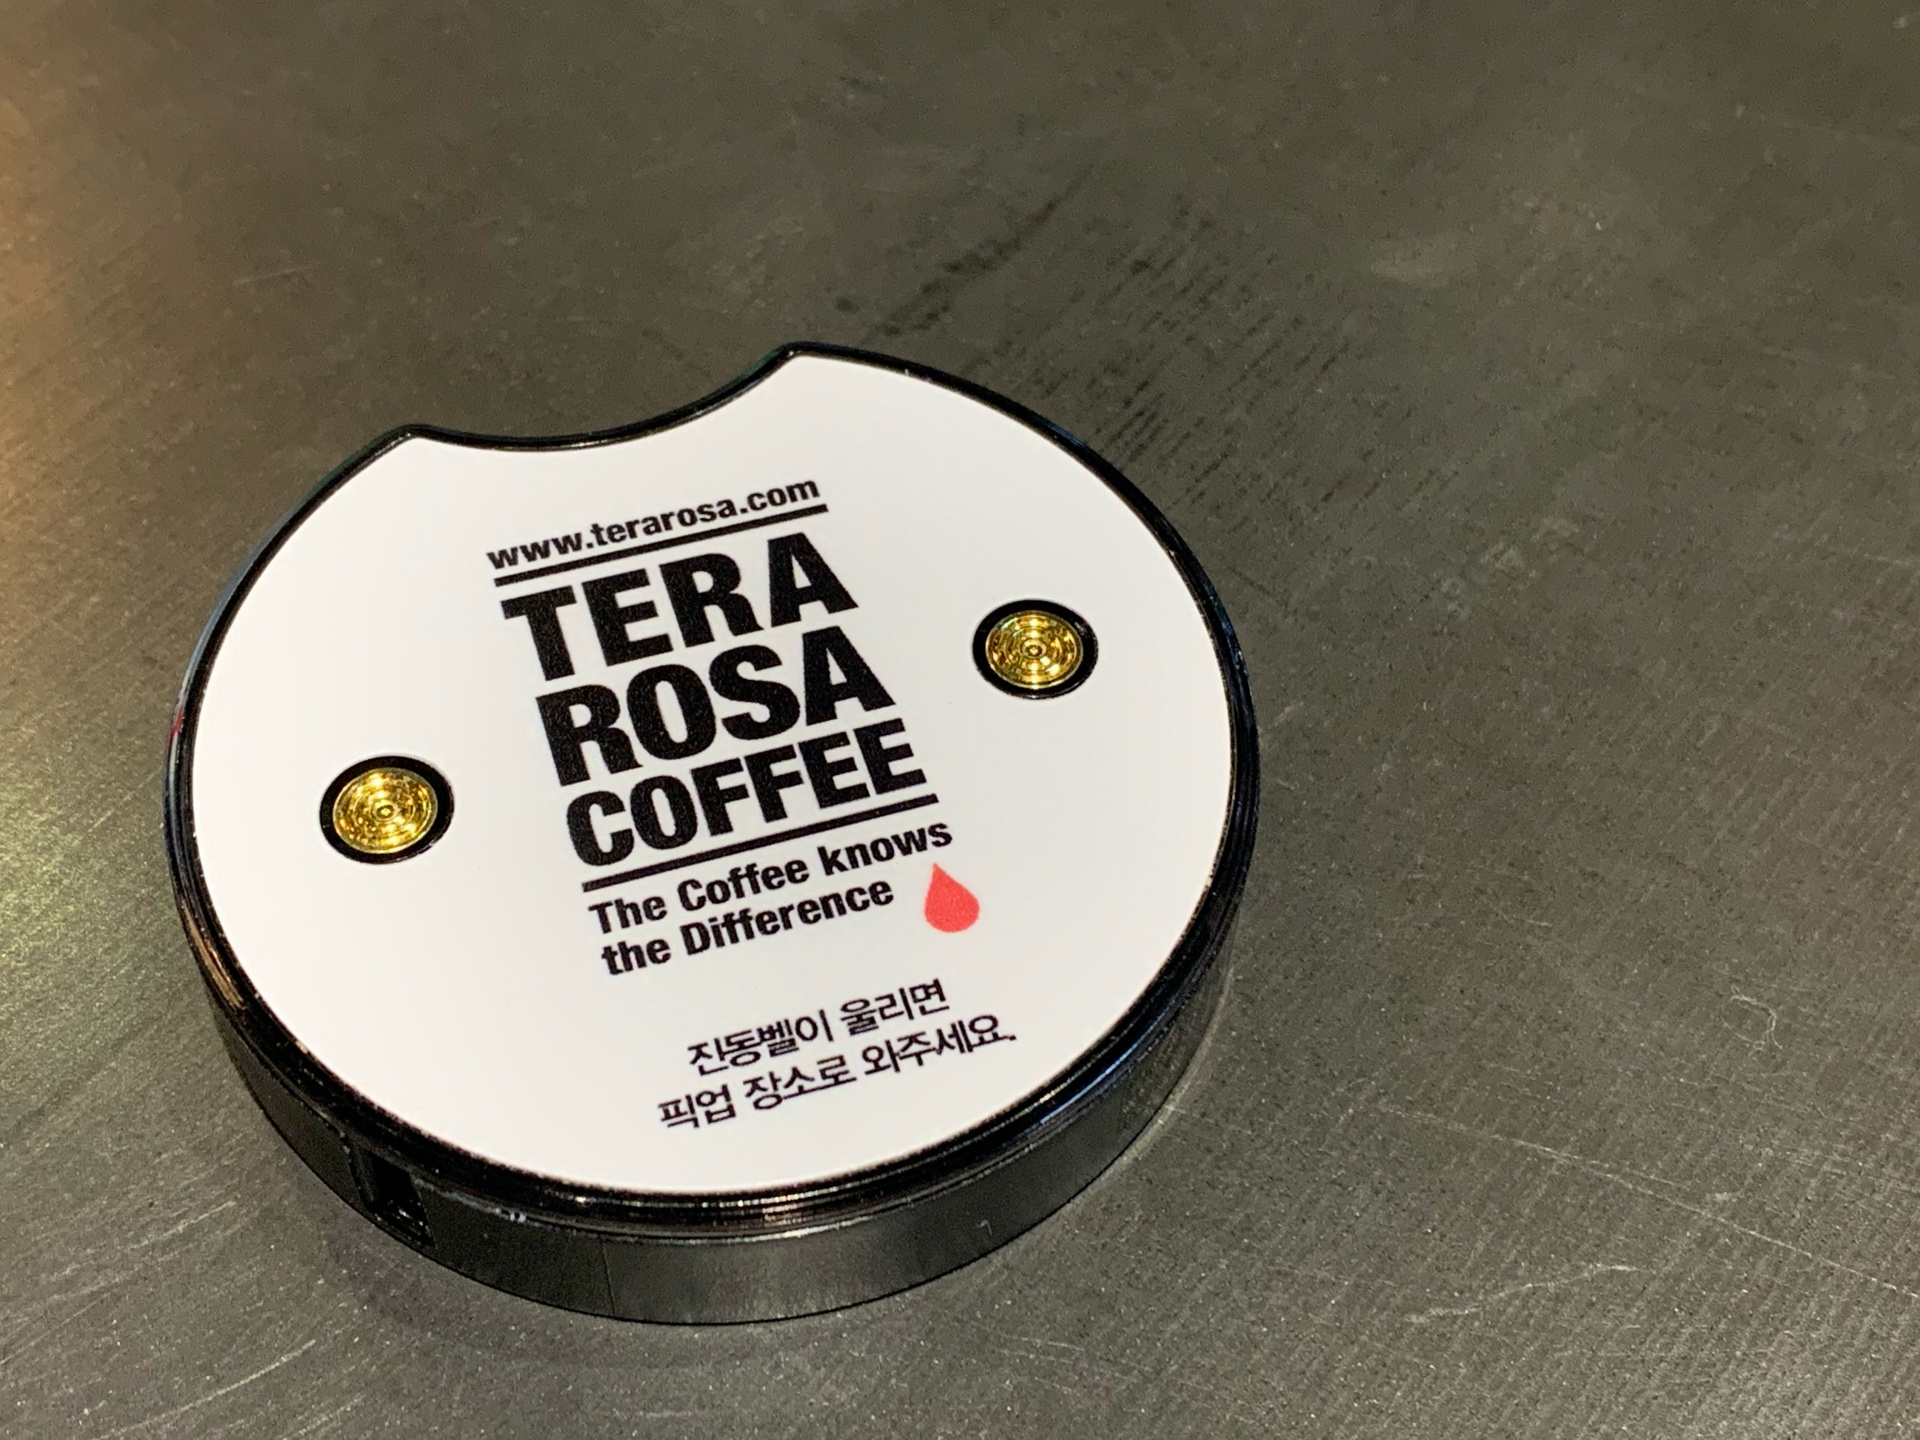 www.terarosa.com
TERA
ROSA
COFFEE
The Coffee knows
the Difference
진동벨이 울리면
픽업 장소로 와주세요.